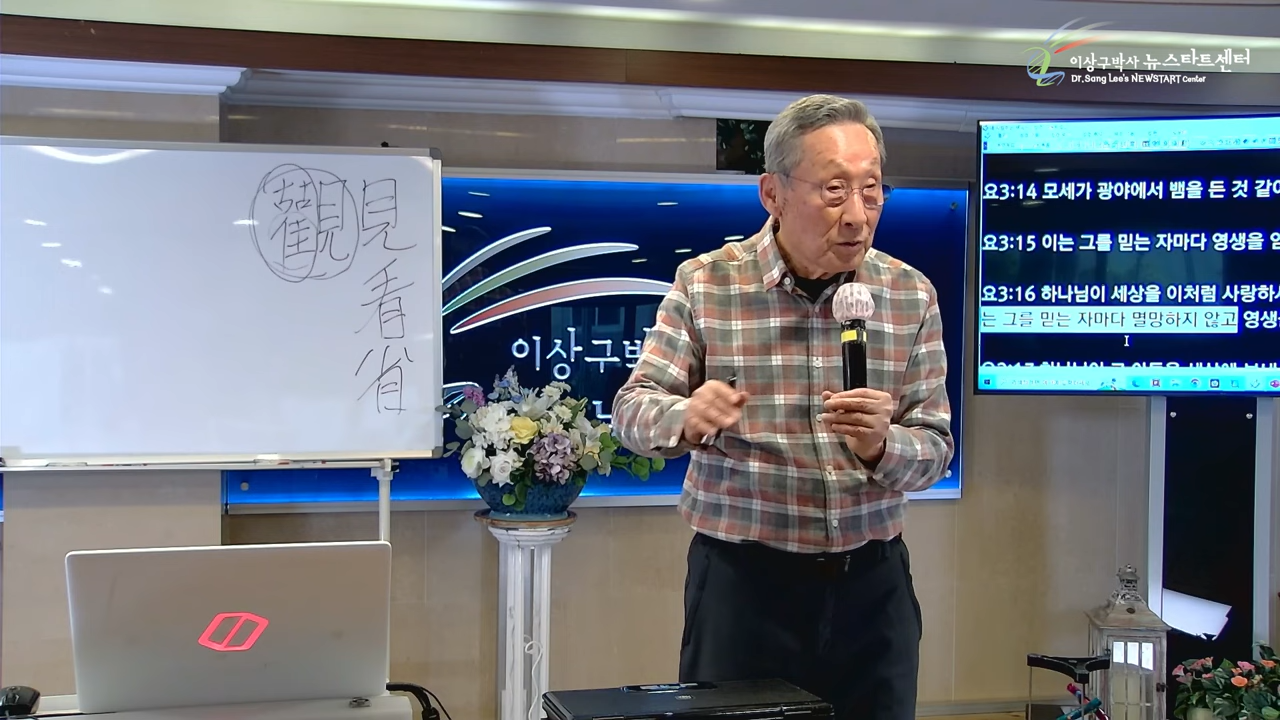 이상구박사 뉴스타트센터
Dr. Sang Lee's NEWSTART Center
觀 見
看
省
이상구박
요3:14 모세가 광야에서 뱀을 든 것 같이
요3:15 이는 그를 믿는 자마다 영생을
요3:16 하나님이 세상을 이처럼 사랑하사
는 그를 믿는 자마다 멸망하지 않고 영생